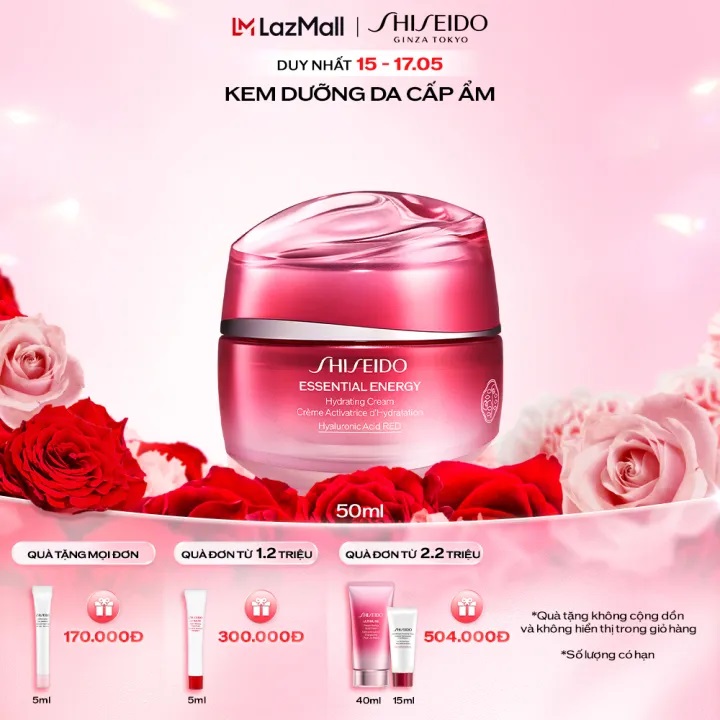 LazMall | SHISEIDO
GINZA TOKYO
DUY NHẤT 15 - 17.05
KEM DƯỠNG DA CẤP ẨM
SHISEIDO
ESSENTIAL ENERGY
Hydrating Cream
Crème Activatrice d'Hydratation
Hyaluronic Acid RED
50ml
QUÀ TẶNG MỌI ĐƠN
170.000Đ
5ml
QUÀ ĐƠN TỪ 1.2 TRIỆU
300.000Đ
5ml
QUÀ ĐƠN TỪ 2.2 TRIỆU
SHISEIDO
504.000Đ
40ml 15ml
*Quà tặng không cộng dồn
và không hiển thị trong giỏ hàng
*Số lượng có hạn